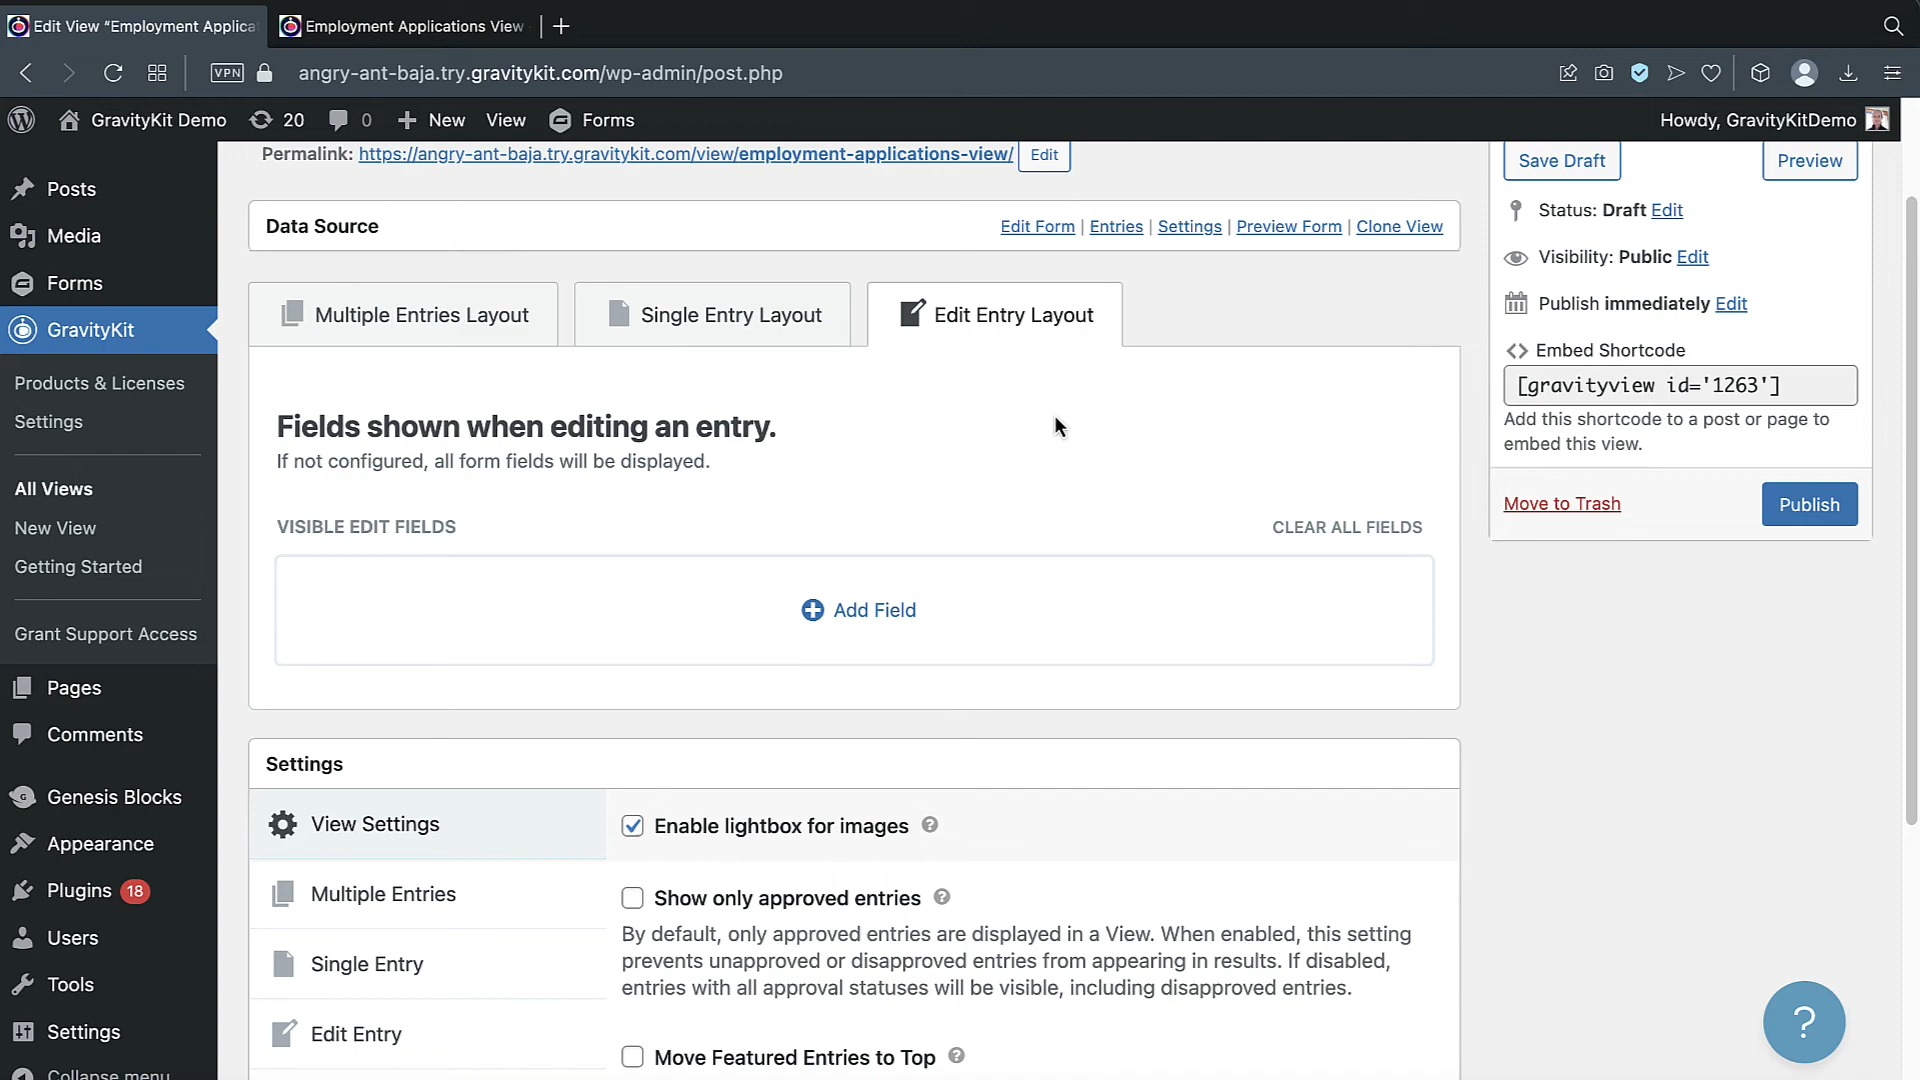 Edit View “Employment Applica
Employment Applications View
VPN
angry-ant-baja.try.gravitykit.com/wp-admin/post.php
GravityKit Demo
20
0
New
View
Forms
Howdy, GravityKitDemo
Posts
Media
Forms
GravityKit
Products & Licenses
Settings
All Views
New View
Getting Started
Grant Support Access
Pages
Comments
Genesis Blocks
Appearance
Plugins 18
Users
Tools
Settings
Collapse menu
Permalink: https://angry-ant-baja.try.gravitykit.com/view/employment-applications-view/ Edit
Data Source
Edit Form | Entries | Settings | Preview Form | Clone View
Multiple Entries Layout
Single Entry Layout
Edit Entry Layout
Fields shown when editing an entry.
If not configured, all form fields will be displayed.
VISIBLE EDIT FIELDS
CLEAR ALL FIELDS
Add Field
Settings
View Settings
Multiple Entries
Single Entry
Edit Entry
Enable lightbox for images ?
Show only approved entries ?
By default, only approved entries are displayed in a View. When enabled, this setting
prevents unapproved or disapproved entries from appearing in results. If disabled,
entries with all approval statuses will be visible, including disapproved entries.
Move Featured Entries to Top ?
Save Draft
Preview
Status: Draft Edit
Visibility: Public Edit
Publish immediately Edit
Embed Shortcode
[gravityview id='1263']
Add this shortcode to a post or page to
embed this view.
Move to Trash
Publish
?